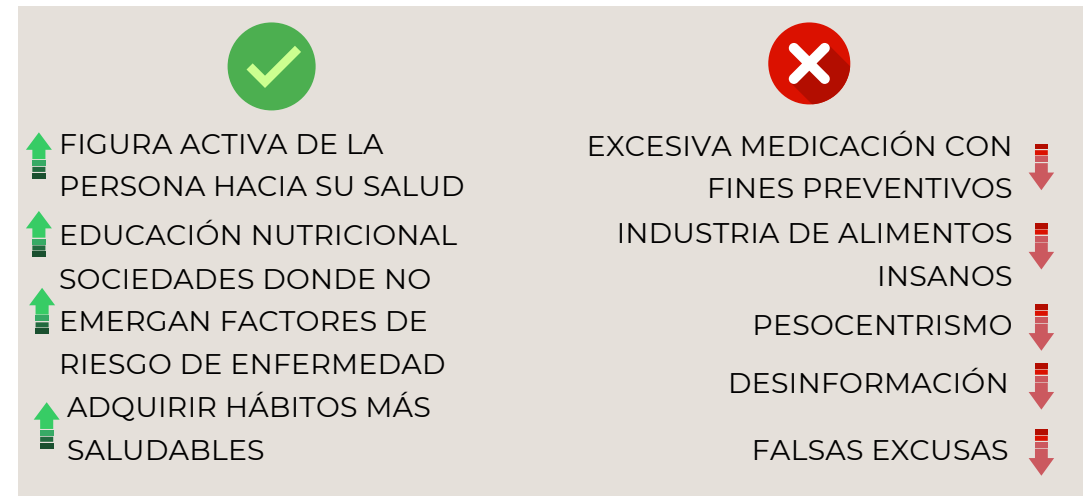 FIGURA ACTIVA DE LA
PERSONA HACIA SU SALUD
EDUCACIÓN NUTRICIONAL
SOCIEDADES DONDE NO
EMERGAN FACTORES DE
RIESGO DE ENFERMEDAD
ADQUIRIR HÁBITOS MÁS
SALUDABLES
EXCESIVA MEDICACIÓN CON
FINES PREVENTIVOS
INDUSTRIA DE ALIMENTOS
INSANOS
PESOCENTRISMO
DESINFORMACIÓN
FALSAS EXCUSAS